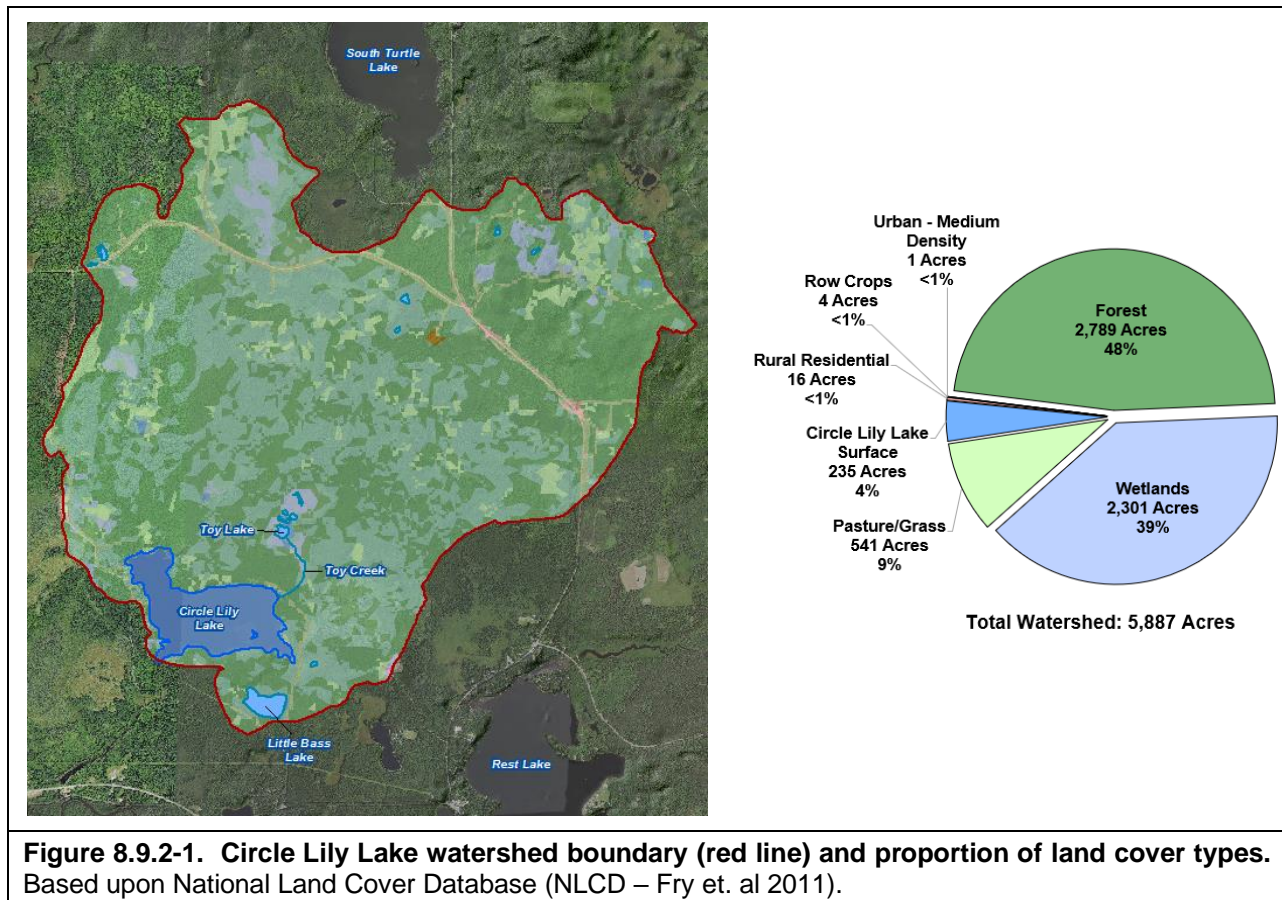 South Turtle
Lake
Toy Lake
Toy Creek
Circle Lily
Lake
Little Bass
Lake
Rest Lake
Urban - Medium
Density
1 Acres
<1%
Row Crops
4 Acres
<1%
Rural Residential
16 Acres
<1%
Circle Lily Lake
Surface
235 Acres
4%
Pasture/Grass
541 Acres
9%
Forest
2,789 Acres
48%
Wetlands
2,301 Acres
39%
Total Watershed: 5,887 Acres
Figure 8.9.2-1. Circle Lily Lake watershed boundary (red line) and proportion of land cover types.
Based upon National Land Cover Database (NLCD – Fry et. al 2011).